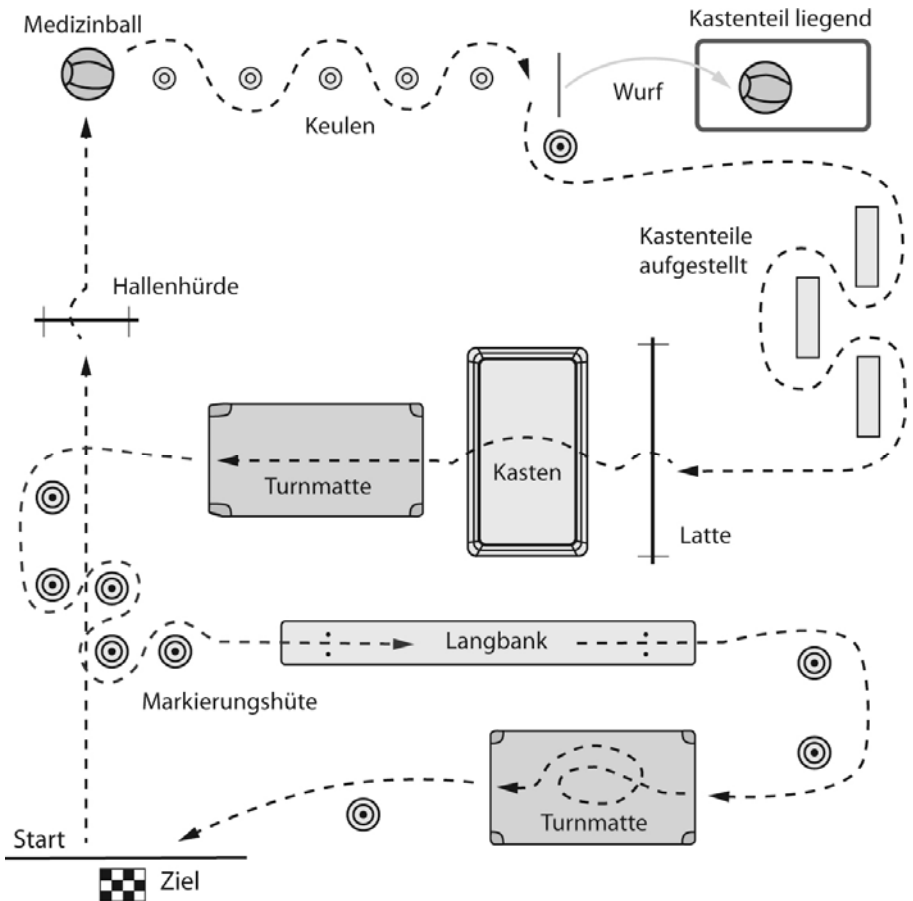 Medizinball
Kastenteil liegend
Wurf
Keulen
Kastenteile
aufgestellt
Hallenhürde
Turnmatte
Kasten
Latte
Langbank
Markierungshüte
Turnmatte
Start
Ziel